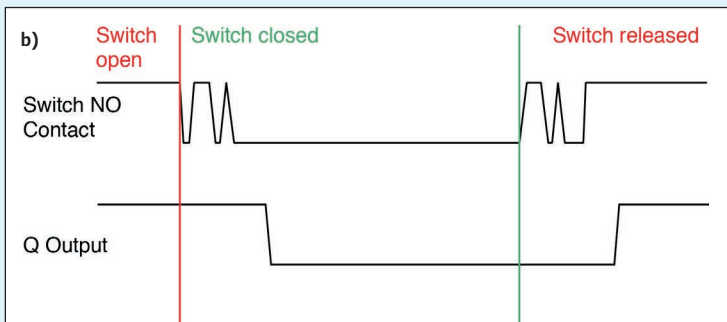 b)
Switch open
Switch closed
Switch released
Switch NO
Contact
Q Output